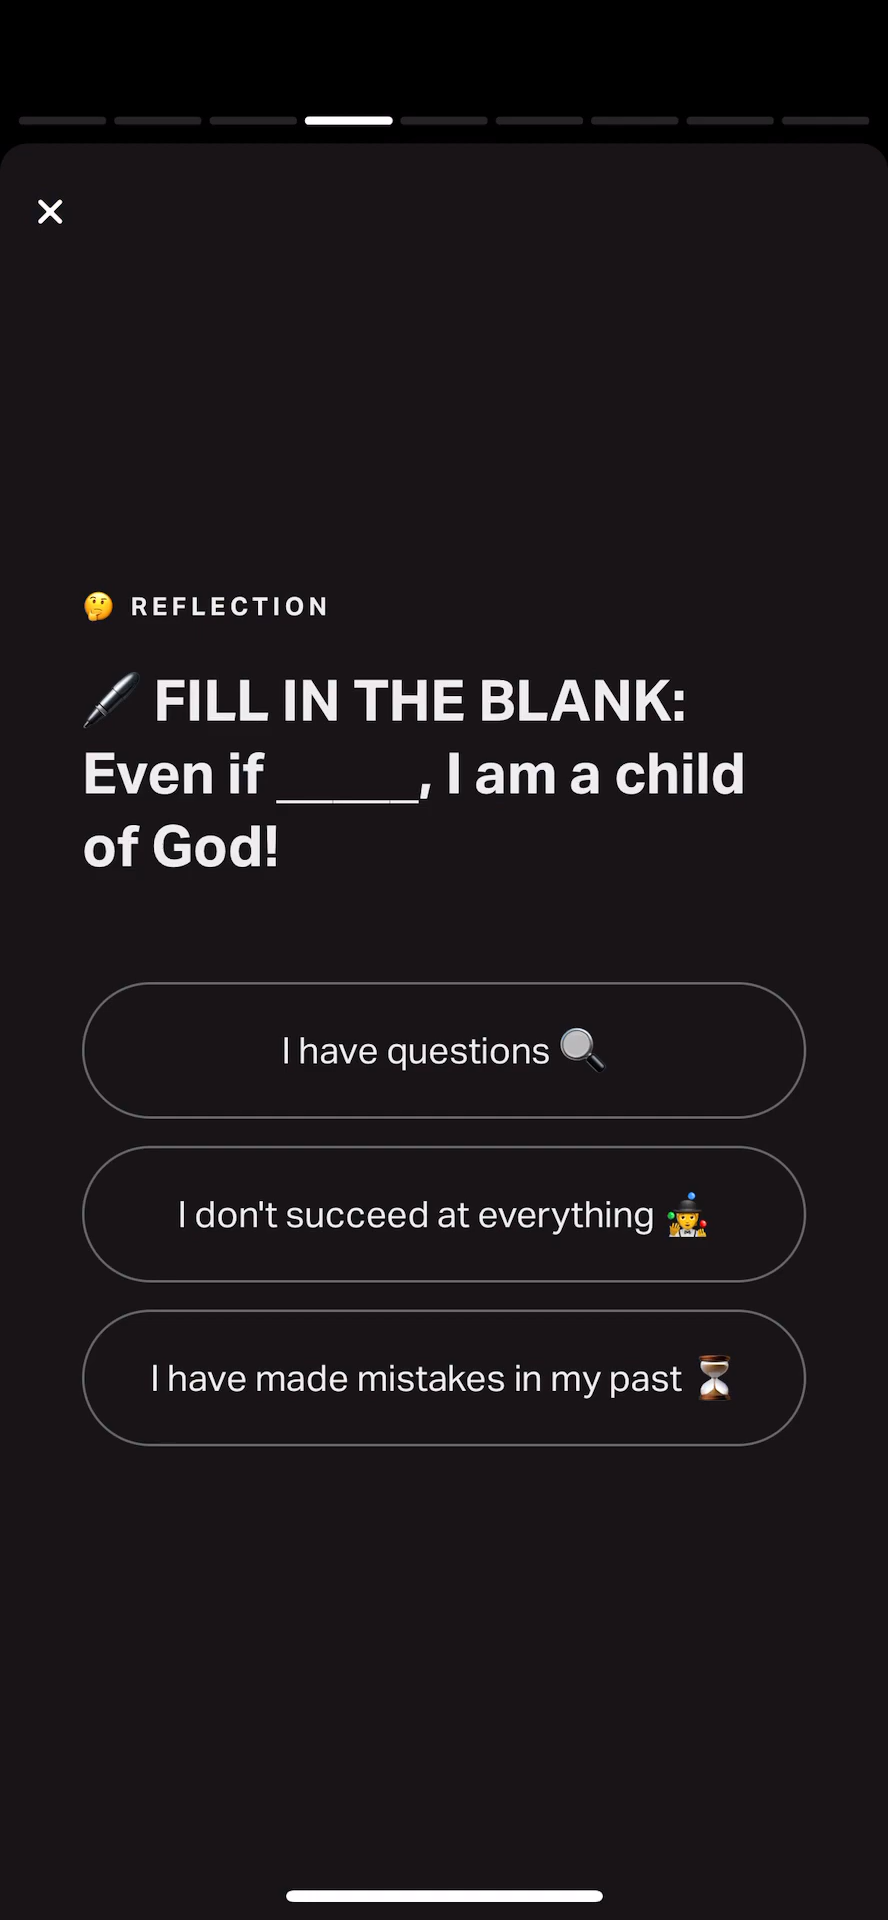 🤔 REFLECTION
🖋️ FILL IN THE BLANK:
Even if _____, I am a child
of God!
I have questions 🔍
I don't succeed at everything 🤹
I have made mistakes in my past ⏳